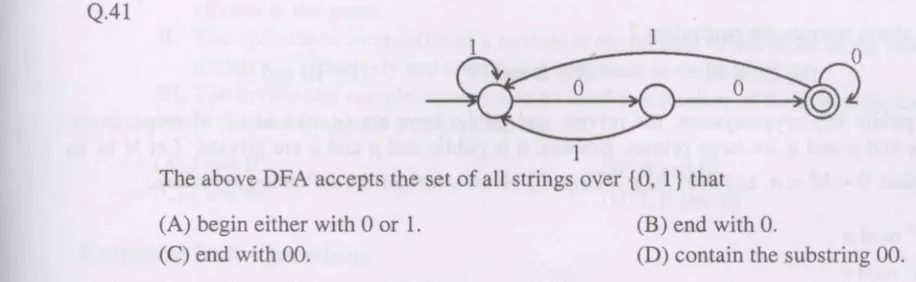 Q.41
1
1
0
0
0
1
The above DFA accepts the set of all strings over {0, 1} that
(A) begin either with 0 or 1.
(B) end with 0.
(C) end with 00.
(D) contain the substring 00.